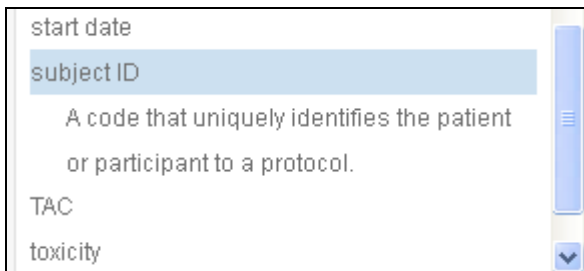 start date
subject ID
A code that uniquely identifies the patient
or participant to a protocol.
TAC
toxicity